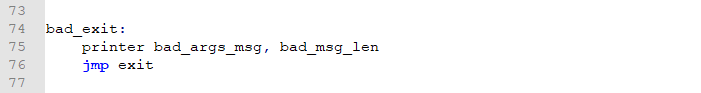 73
74 bad_exit:
75 printer bad_args_msg, bad_msg_len
76 jmp exit
77